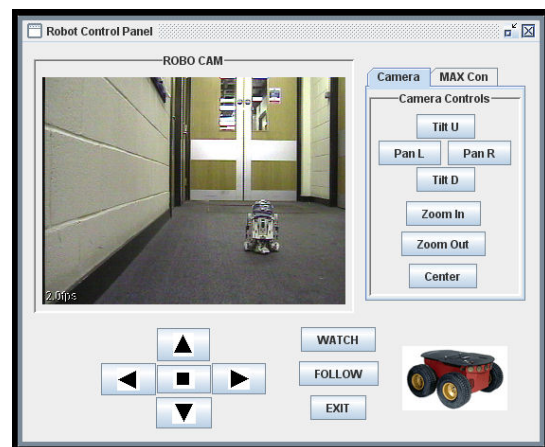 Robot Control Panel
ROBO CAM
2.0fps
Camera
MAX Con
Camera Controls
Tilt U
Pan L
Pan R
Tilt D
Zoom In
Zoom Out
Center
WATCH
FOLLOW
EXIT